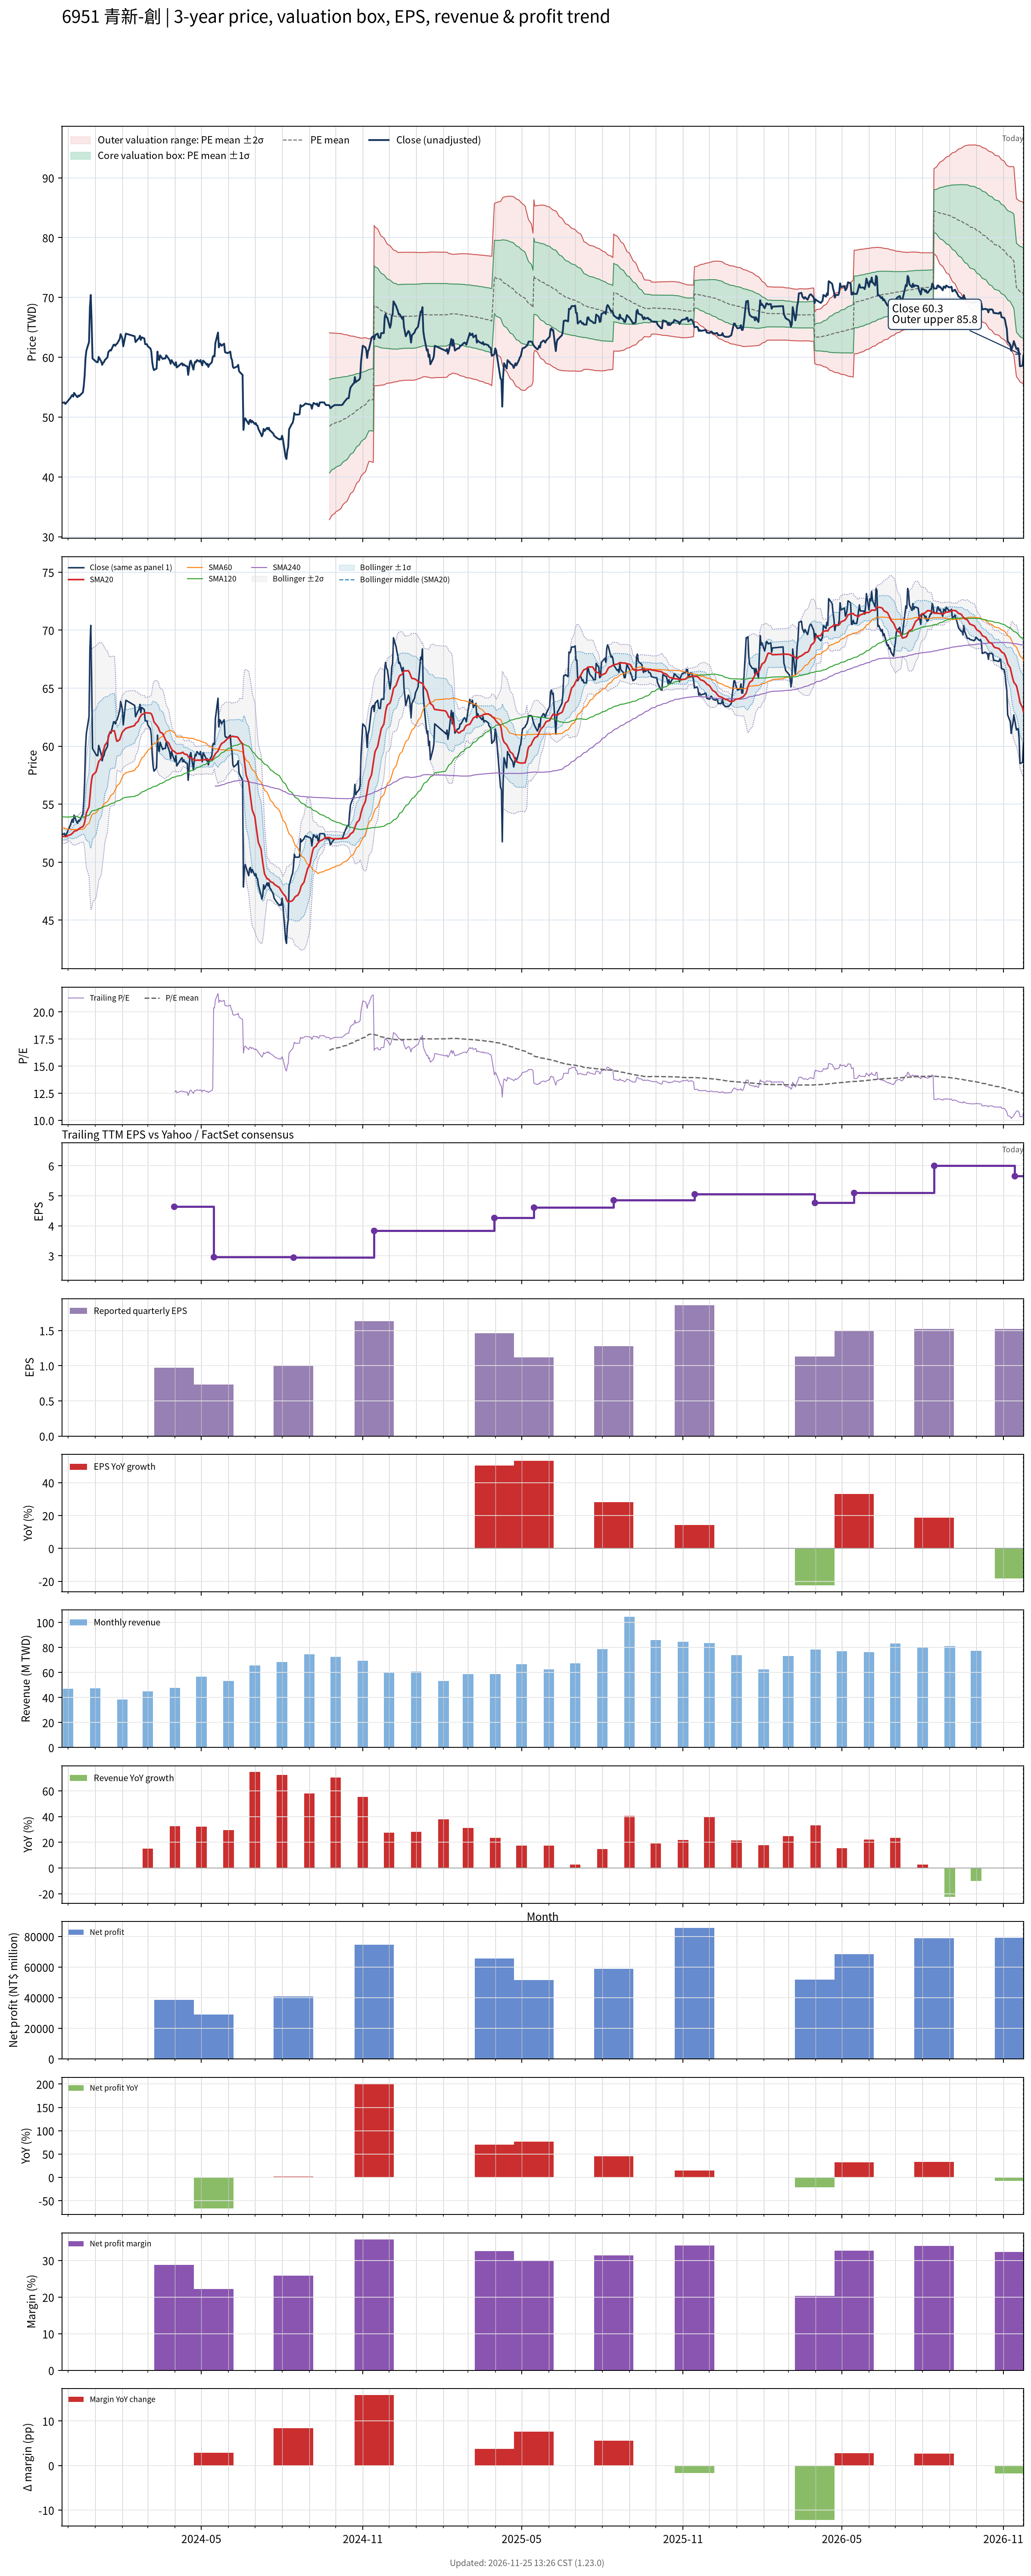 6951 青新-創 | 3-year price, valuation box, EPS, revenue & profit trend
Outer valuation range: PE mean ±2σ
Core valuation box: PE mean ±1σ
PE mean
Close (unadjusted)
Today
Price (TWD)
90
80
70
60
50
40
30
Close 60.3
Outer upper 85.8
Close (same as panel 1)
SMA20
SMA60
SMA120
SMA240
Bollinger ±2σ
Bollinger ±1σ
Bollinger middle (SMA20)
Price
75
70
65
60
55
50
45
Trailing P/E
P/E mean
P/E
20.0
17.5
15.0
12.5
10.0
Trailing TTM EPS vs Yahoo / FactSet consensus
Today
EPS
6
5
4
3
Reported quarterly EPS
EPS
1.5
1.0
0.5
0.0
EPS YoY growth
YoY (%)
40
20
0
-20
Monthly revenue
Revenue (M TWD)
100
80
60
40
20
0
Revenue YoY growth
YoY (%)
60
40
20
0
-20
Month
Net profit
Net profit (NT$ million)
80000
60000
40000
20000
0
Net profit YoY
YoY (%)
200
150
100
50
0
-50
Net profit margin
Margin (%)
30
20
10
0
Margin YoY change
Δ margin (pp)
10
0
-10
2024-05
2024-11
2025-05
2025-11
2026-05
2026-11
Updated: 2026-11-25 13:26 CST (1.23.0)